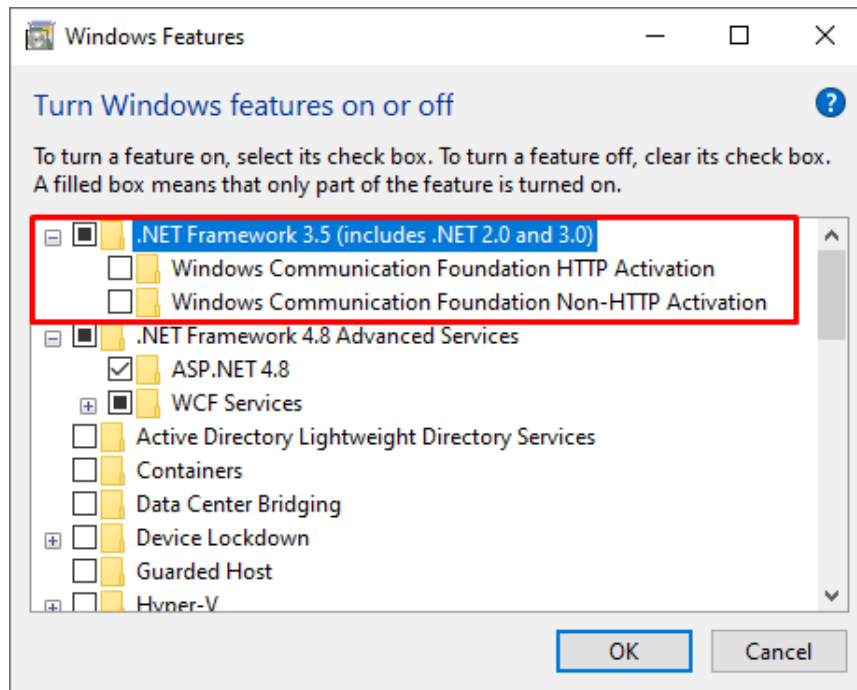 Windows Features
Turn Windows features on or off
To turn a feature on, select its check box. To turn a feature off, clear its check box.
A filled box means that only part of the feature is turned on.
.NET Framework 3.5 (includes .NET 2.0 and 3.0)
Windows Communication Foundation HTTP Activation
Windows Communication Foundation Non-HTTP Activation
.NET Framework 4.8 Advanced Services
ASP.NET 4.8
WCF Services
Active Directory Lightweight Directory Services
Containers
Data Center Bridging
Device Lockdown
Guarded Host
Hyper-V
OK Cancel